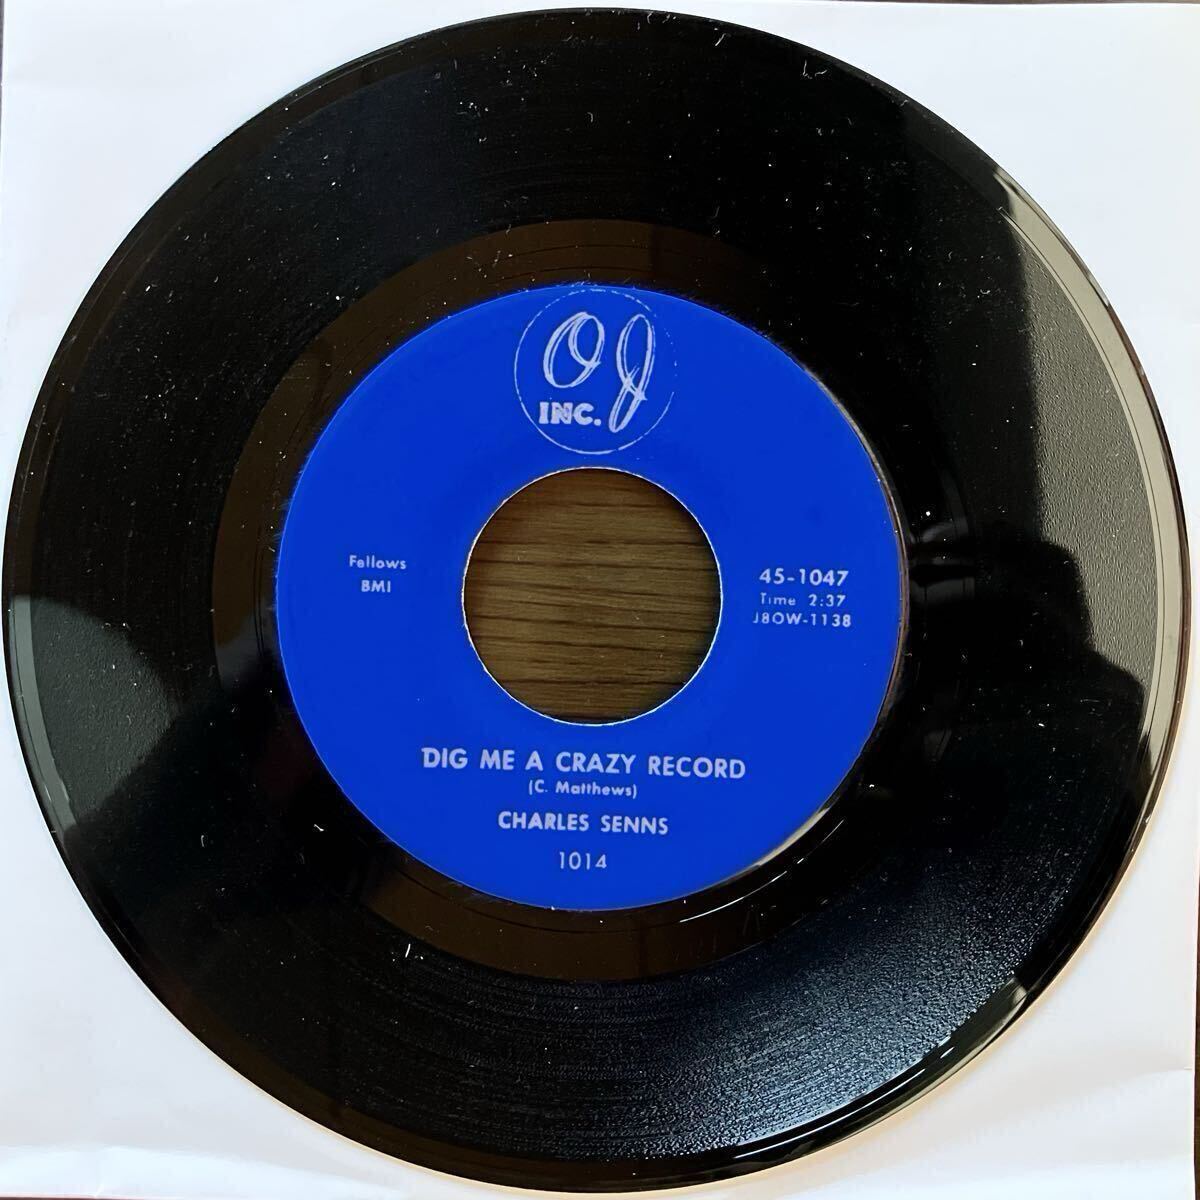 OJ
INC.
Fellows
BMI
45-1047
Time 2:37
J8OW-1138
DIG ME A CRAZY RECORD
(C. Matthews)
CHARLES SENNS
1014